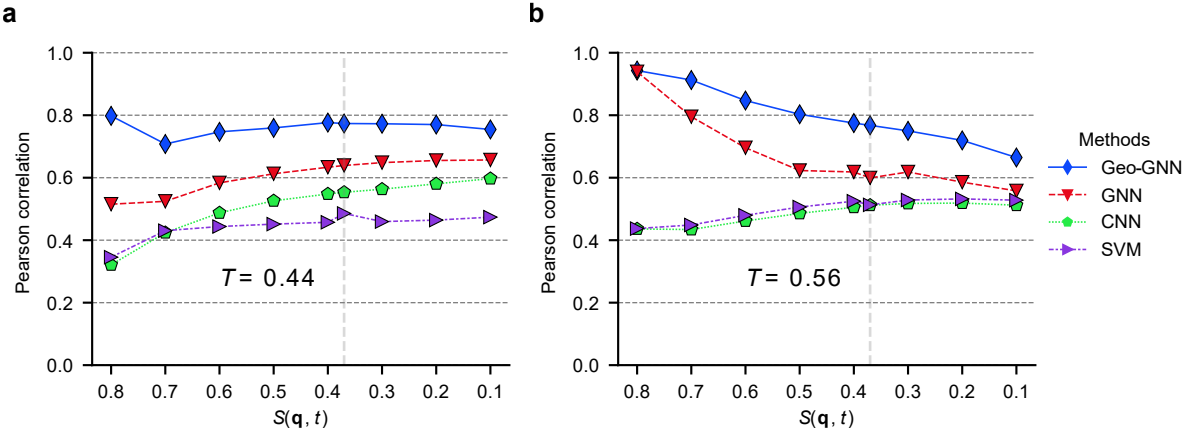 a
1.0
0.8
0.6
0.4
0.2
0.0
Pearson correlation
T = 0.44
0.8 0.7 0.6 0.5 0.4 0.3 0.2 0.1
S(q, t)
b
1.0
0.8
0.6
0.4
0.2
0.0
Pearson correlation
T = 0.56
0.8 0.7 0.6 0.5 0.4 0.3 0.2 0.1
S(q, t)
Methods
Geo-GNN
GNN
CNN
SVM